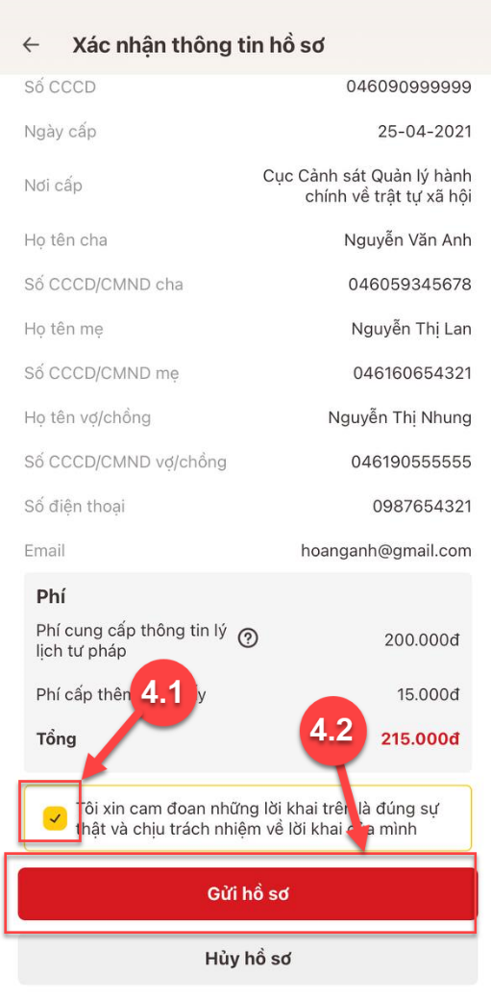 Xác nhận thông tin hồ sơ
Số CCCD 046090999999
Ngày cấp 25-04-2021
Nơi cấp Cục Cảnh sát Quản lý hành
chính về trật tự xã hội
Họ tên cha Nguyễn Văn Anh
Số CCCD/CMND cha 046059345678
Họ tên mẹ Nguyễn Thị Lan
Số CCCD/CMND mẹ 046160654321
Họ tên vợ/chồng Nguyễn Thị Nhung
Số CCCD/CMND vợ/chồng 046190555555
Số điện thoại 0987654321
Email hoanganh@gmail.com
Phí
Phí cung cấp thông tin lý
lịch tư pháp ? 200.000đ
Phí cấp 4.1 15.000đ
Tổng 4.2 215.000đ
Tôi xin cam đoan những lời khai trên là đúng sự
thật và chịu trách nhiệm về lời khai của mình
Gửi hồ sơ
Hủy hồ sơ